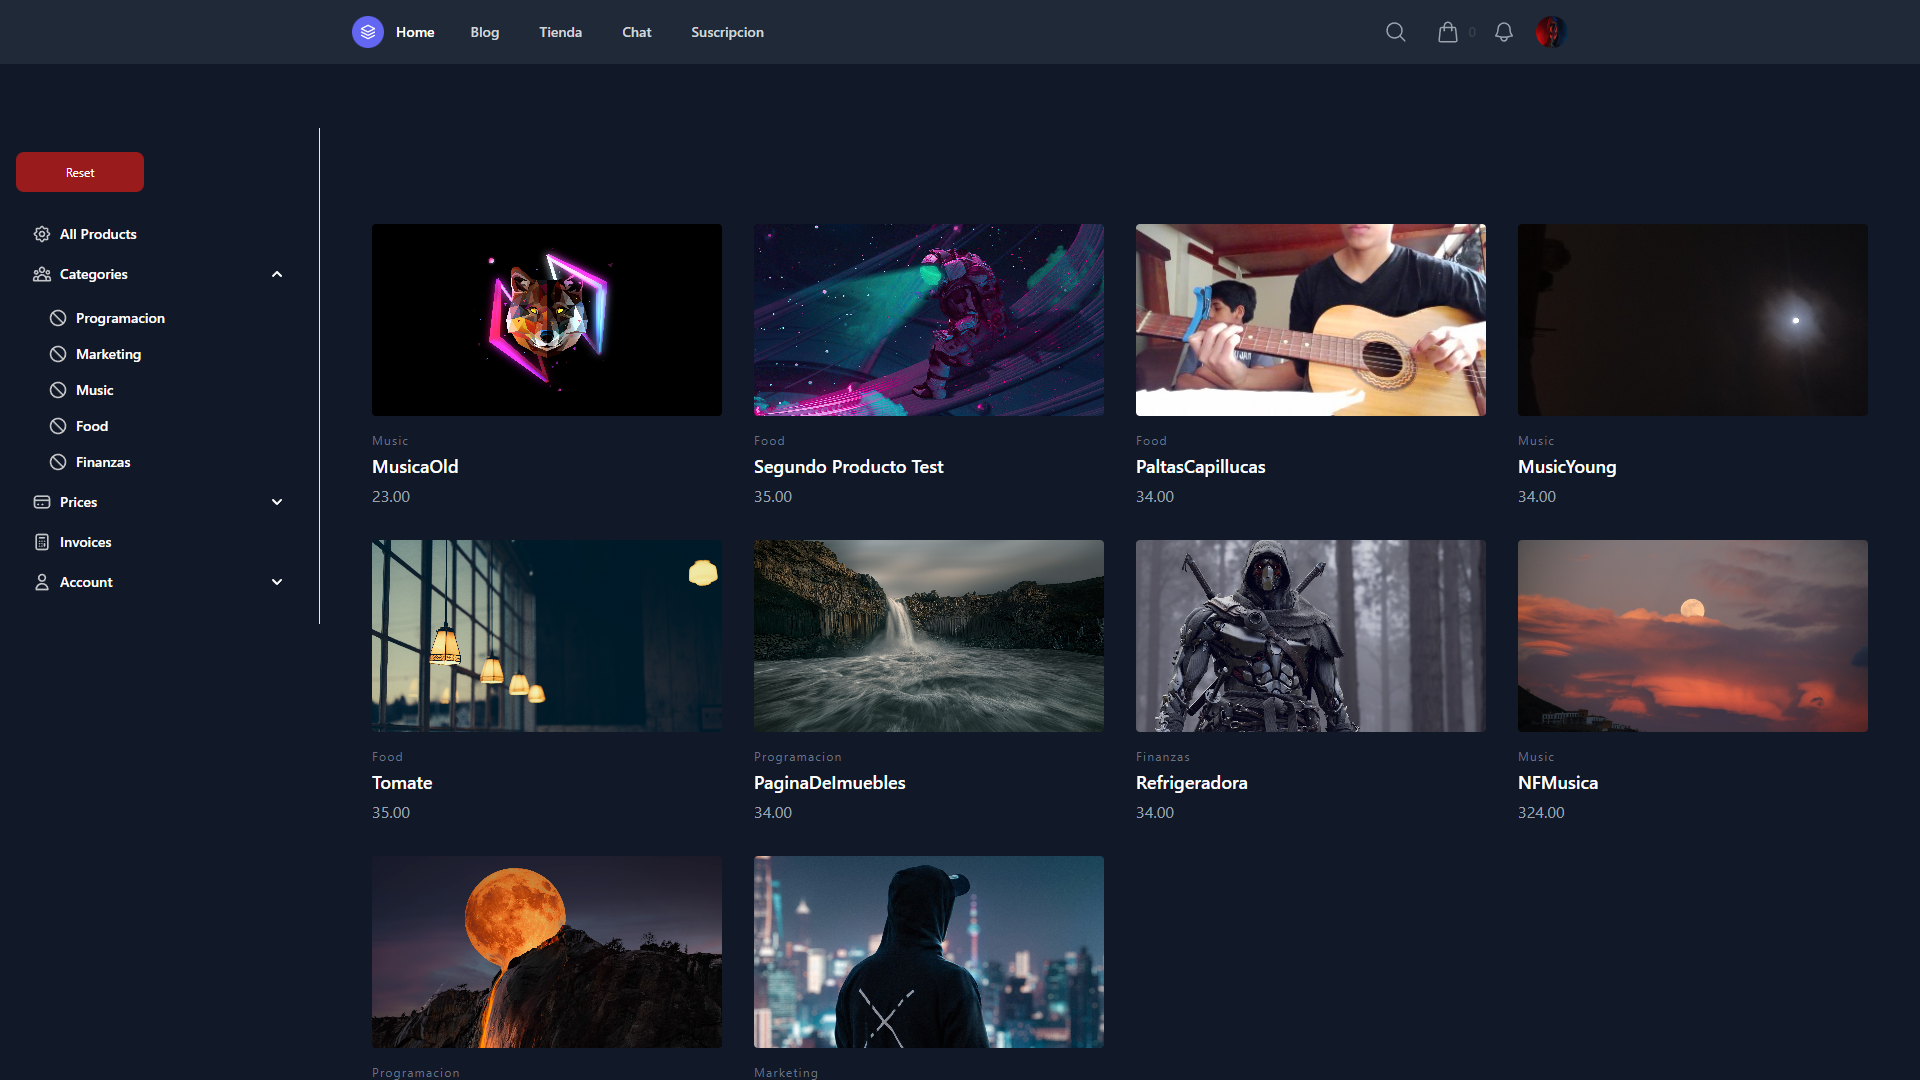 Home
Blog
Tienda
Chat
Suscripcion
0
Reset
All Products
Categories
Programacion
Marketing
Music
Food
Finanzas
Prices
Invoices
Account
Music
MusicaOld
23.00
Food
Segundo Producto Test
35.00
Food
PaltasCapillucas
34.00
Music
MusicYoung
34.00
Food
Tomate
35.00
Programacion
PaginaDeImuebles
34.00
Finanzas
Refrigeradora
34.00
Music
NFMusica
324.00
Programacion
Marketing